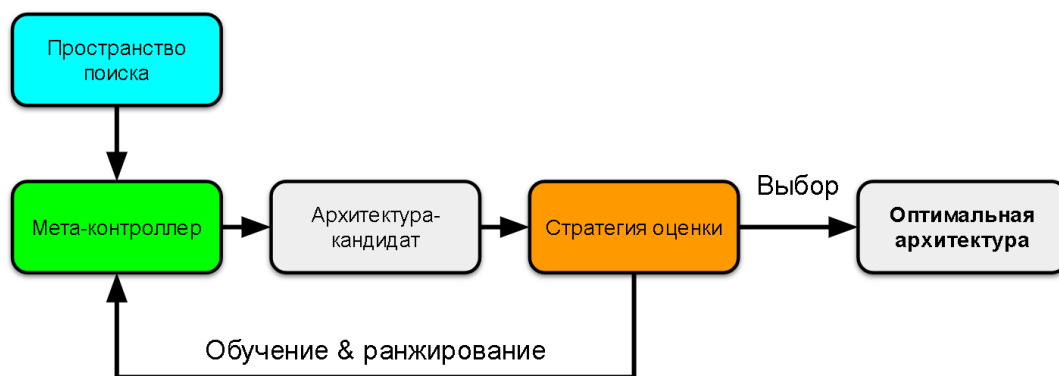 Пространство
поиска
Мета-контроллер
Архитектура-
кандидат
Стратегия оценки
Выбор
Оптимальная
архитектура
Обучение & ранжирование